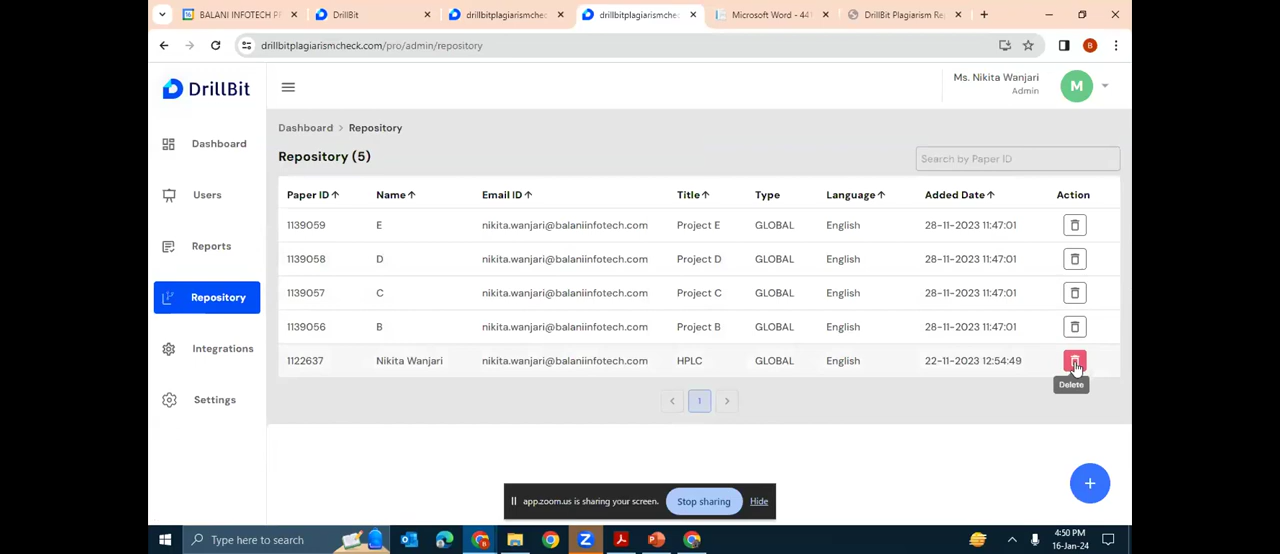 BALANI INFOTECH PR
DrillBit
drillbitplagiarismchec
drillbitplagiarismchec
Microsoft Word - 441
DrillBit Plagiarism Re
drillbitplagiarismcheck.com/pro/admin/repository
B
DrillBit
Ms. Nikita Wanjari
Admin
M
Dashboard
Users
Reports
Repository
Integrations
Settings
Dashboard > Repository
Repository (5)
Search by Paper ID
Paper ID↑ Name↑ Email ID↑ Title↑ Type Language↑ Added Date↑ Action
1139059 E nikita.wanjari@balaniinfotech.com Project E GLOBAL English 28-11-2023 11:47:01
1139058 D nikita.wanjari@balaniinfotech.com Project D GLOBAL English 28-11-2023 11:47:01
1139057 C nikita.wanjari@balaniinfotech.com Project C GLOBAL English 28-11-2023 11:47:01
1139056 B nikita.wanjari@balaniinfotech.com Project B GLOBAL English 28-11-2023 11:47:01
1122637 Nikita Wanjari nikita.wanjari@balaniinfotech.com HPLC GLOBAL English 22-11-2023 12:54:49
Delete
1
app.zoom.us is sharing your screen. Stop sharing Hide
Type here to search
4:50 PM
16-Jan-24